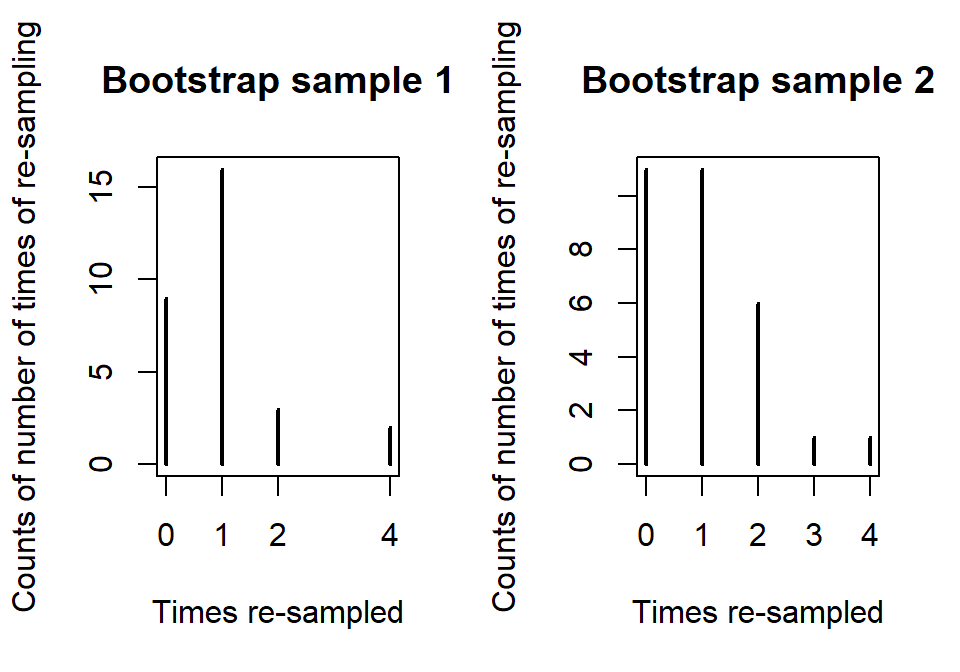 Bootstrap sample 1
Counts of number of times of re-sampling
15
10
5
0
0 1 2 4
Times re-sampled
Bootstrap sample 2
Counts of number of times of re-sampling
8
6
4
2
0
0 1 2 3 4
Times re-sampled